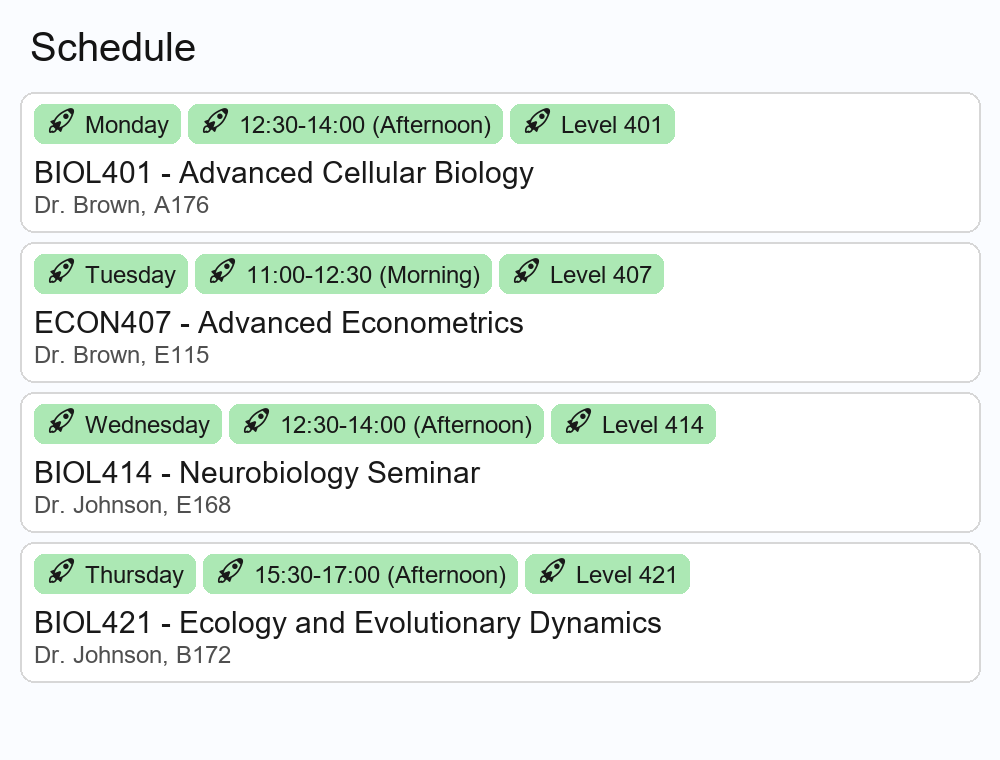 Schedule
Monday 12:30-14:00 (Afternoon) Level 401
BIOL401 - Advanced Cellular Biology
Dr. Brown, A176
Tuesday 11:00-12:30 (Morning) Level 407
ECON407 - Advanced Econometrics
Dr. Brown, E115
Wednesday 12:30-14:00 (Afternoon) Level 414
BIOL414 - Neurobiology Seminar
Dr. Johnson, E168
Thursday 15:30-17:00 (Afternoon) Level 421
BIOL421 - Ecology and Evolutionary Dynamics
Dr. Johnson, B172